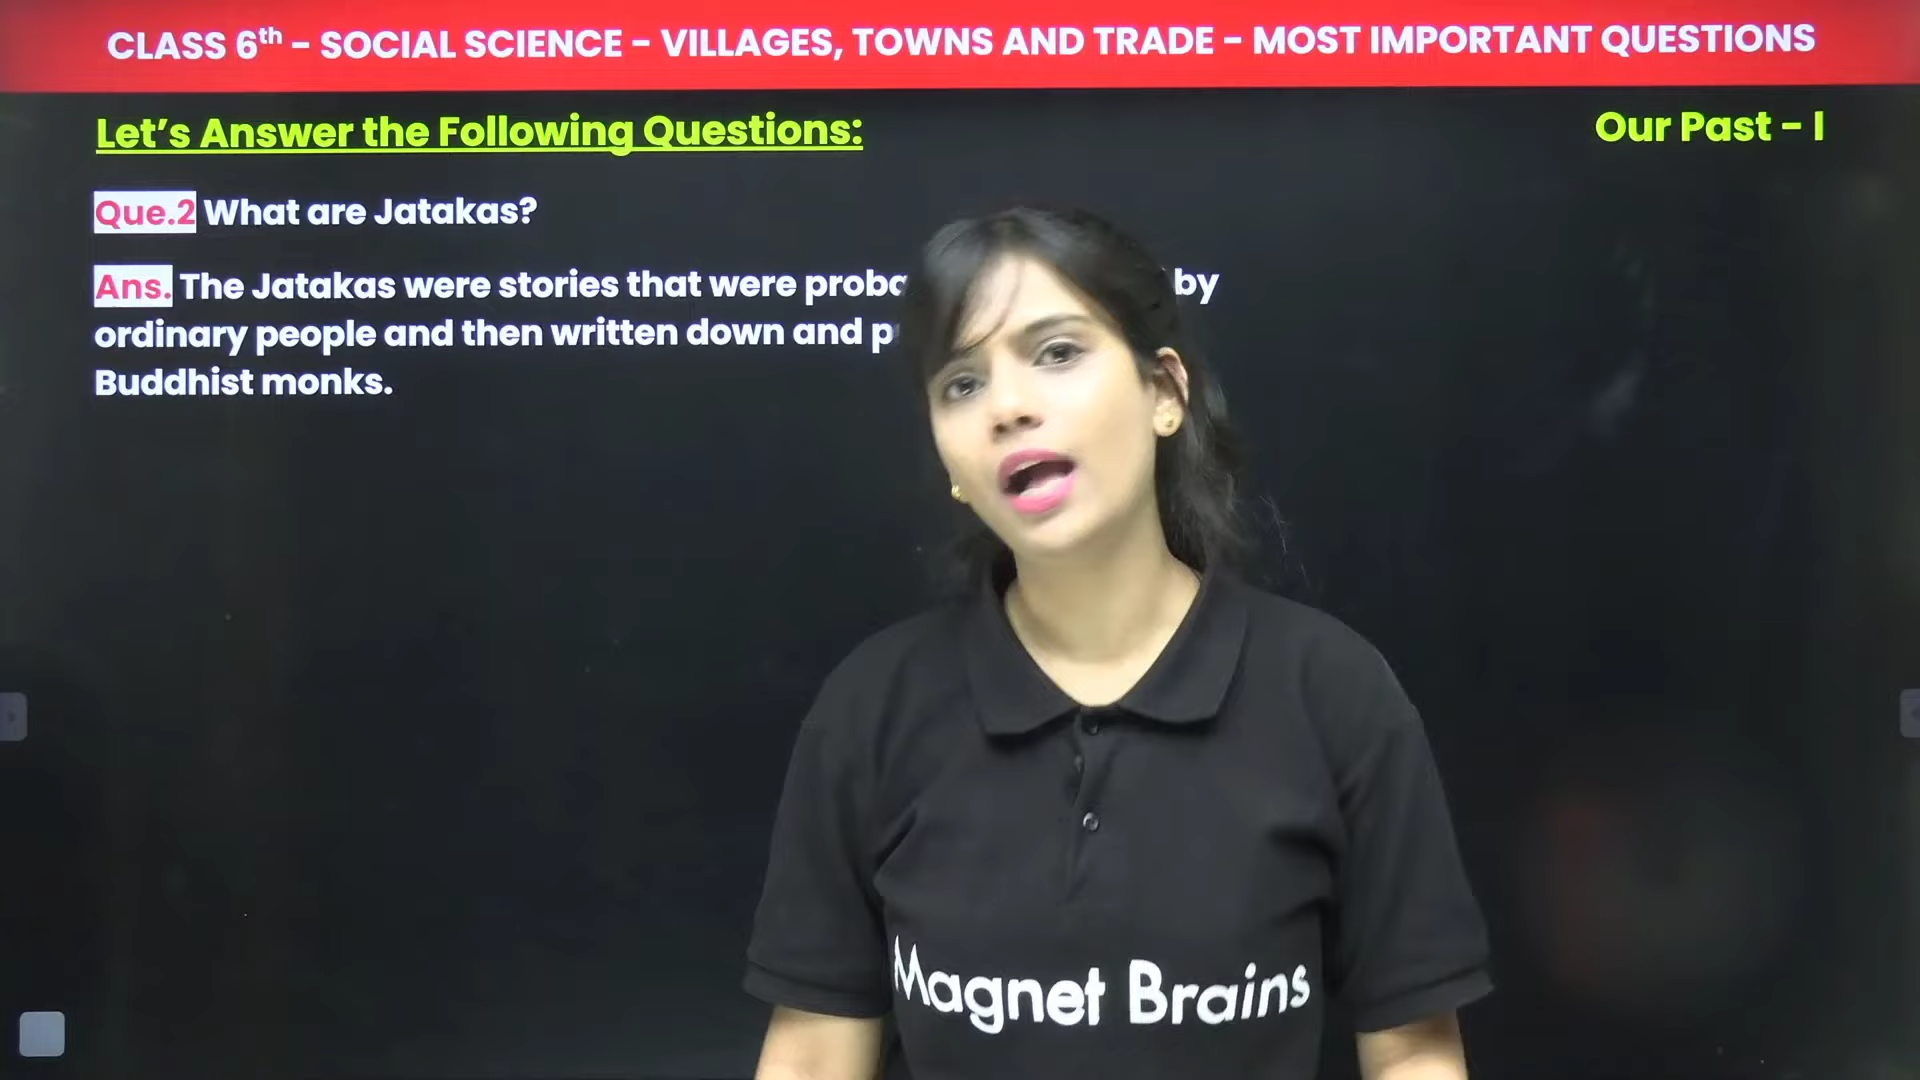 CLASS 6th - SOCIAL SCIENCE - VILLAGES, TOWNS AND TRADE - MOST IMPORTANT QUESTIONS
Let's Answer the Following Questions:
Our Past - I
Que.2 What are Jatakas?
Ans. The Jatakas were stories that were by
ordinary people and then written down and
Buddhist monks.
Magnet Brains